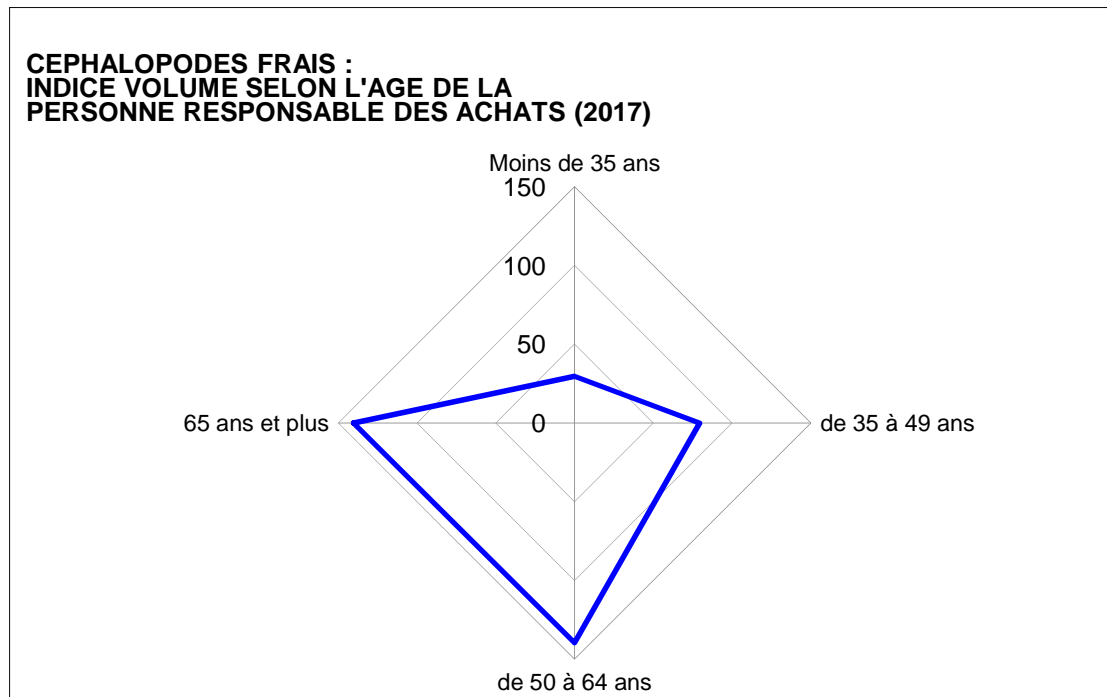 CEPHALOPODES FRAIS :
INDICE VOLUME SELON L'AGE DE LA
PERSONNE RESPONSABLE DES ACHATS (2017)
Moins de 35 ans
150
100
50
65 ans et plus
0
de 35 à 49 ans
de 50 à 64 ans